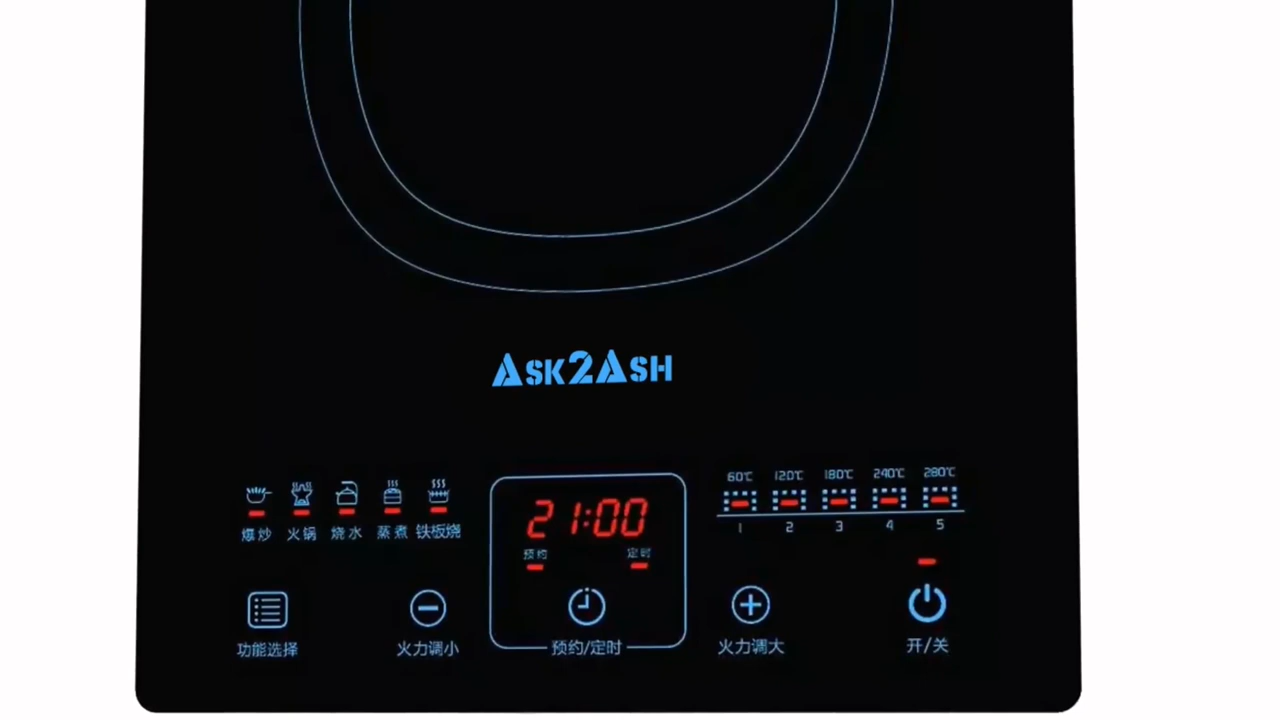 ASK2ASH
60℃ 120℃ 180℃ 240℃ 280℃
爆炒 火锅 烧水 蒸煮 铁板烧
21:00
预约 定时
1 2 3 4 5
功能选择 火力调小 预约/定时 火力调大 开/关